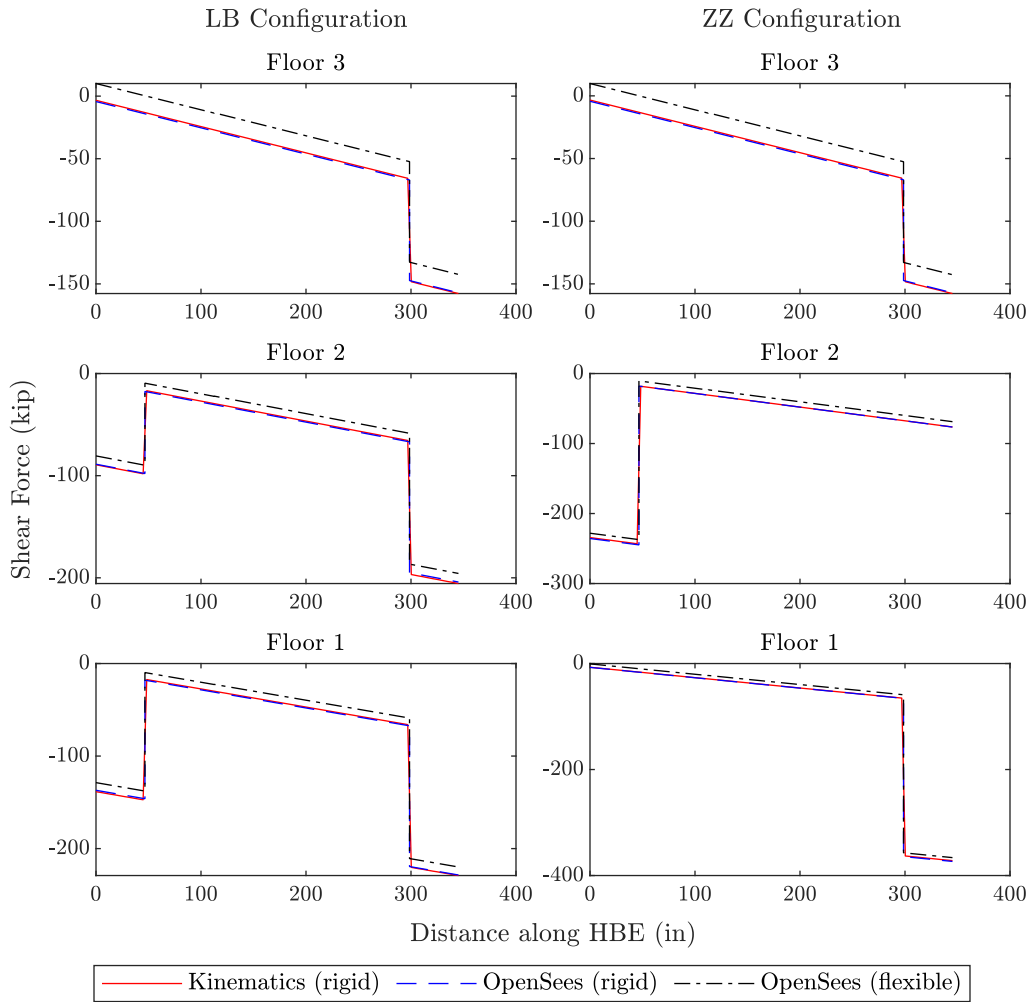 LB Configuration
ZZ Configuration
Floor 3
0
-50
-100
-150
0 100 200 300 400
Floor 3
0
-50
-100
-150
0 100 200 300 400
Shear Force (kip)
Floor 2
0
-100
-200
0 100 200 300 400
Floor 2
0
-100
-200
-300
0 100 200 300 400
Floor 1
0
-100
-200
0 100 200 300 400
Floor 1
0
-200
-400
0 100 200 300 400
Distance along HBE (in)
Kinematics (rigid) OpenSees (rigid) OpenSees (flexible)